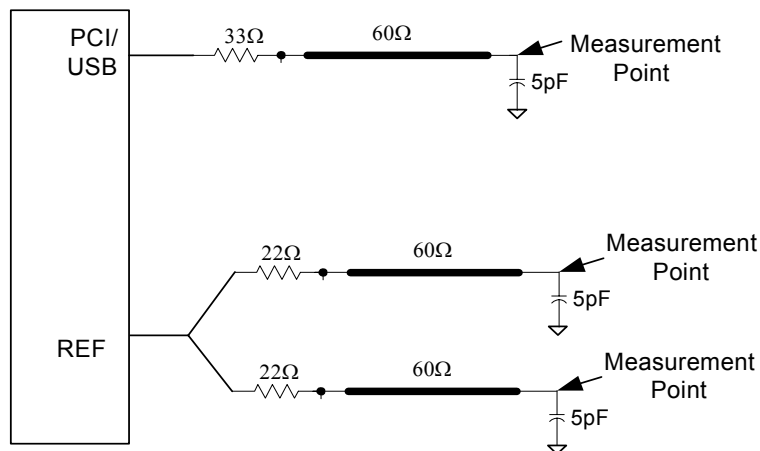 PCI/
USB
33Ω
60Ω
Measurement
Point
5pF
22Ω
60Ω
Measurement
Point
5pF
REF
22Ω
60Ω
Measurement
Point
5pF